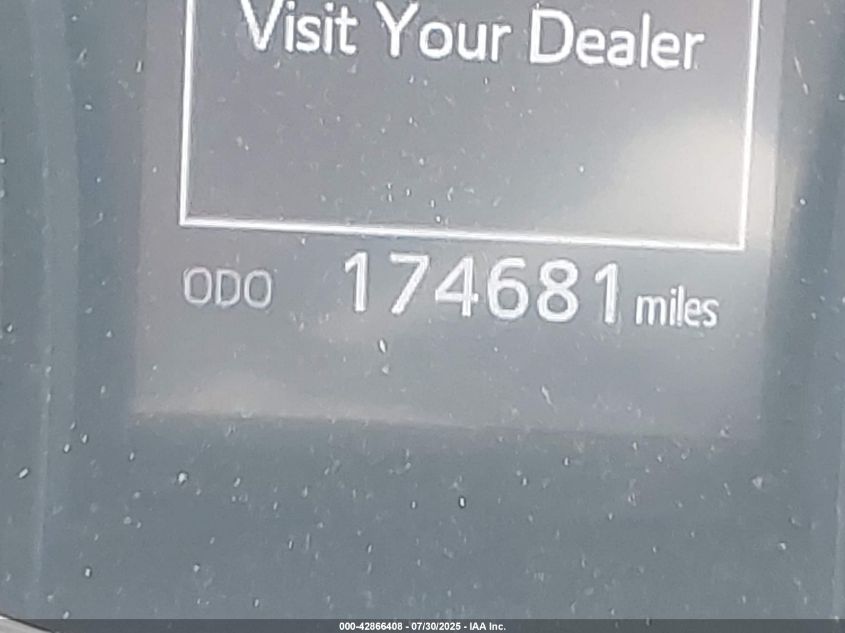 Visit Your Dealer
ODO 174681 miles
000-42866408 - 07/30/2025 - IAA Inc.